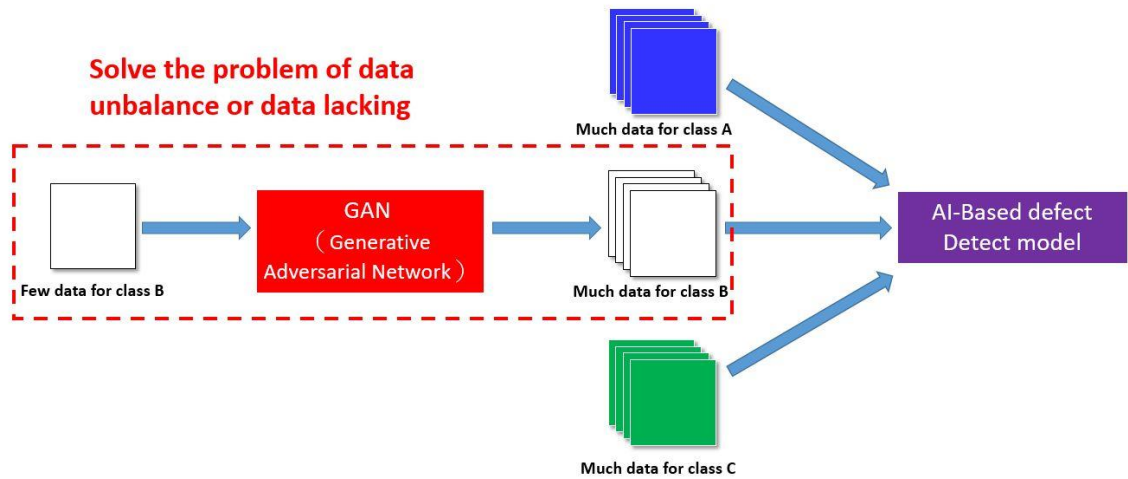 Solve the problem of data
unbalance or data lacking
Much data for class A
Few data for class B
GAN
（Generative
Adversarial Network）
Much data for class B
AI-Based defect
Detect model
Much data for class C